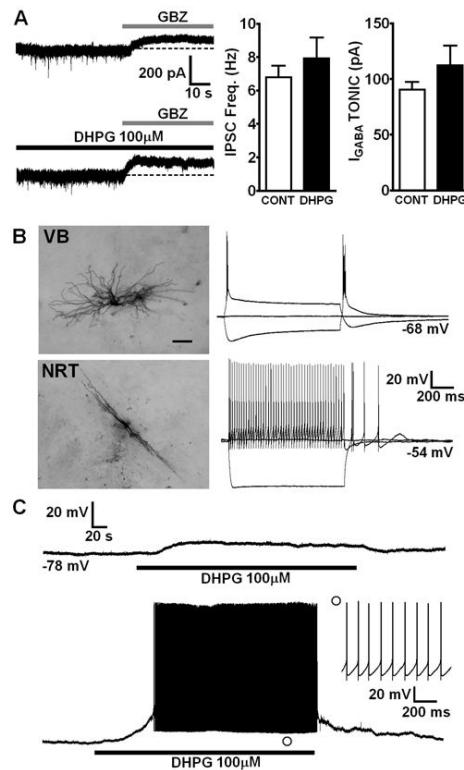 A
GBZ
200 pA
10 s
GBZ
DHPG 100µM
IPSC Freq. (Hz)
10
8
6
4
2
0
CONT DHPG
I GABA TONIC (pA)
150
100
50
0
CONT DHPG
B
VB
-68 mV
NRT
20 mV
200 ms
-54 mV
C
20 mV
20 s
-78 mV
DHPG 100µM
20 mV
200 ms
DHPG 100µM